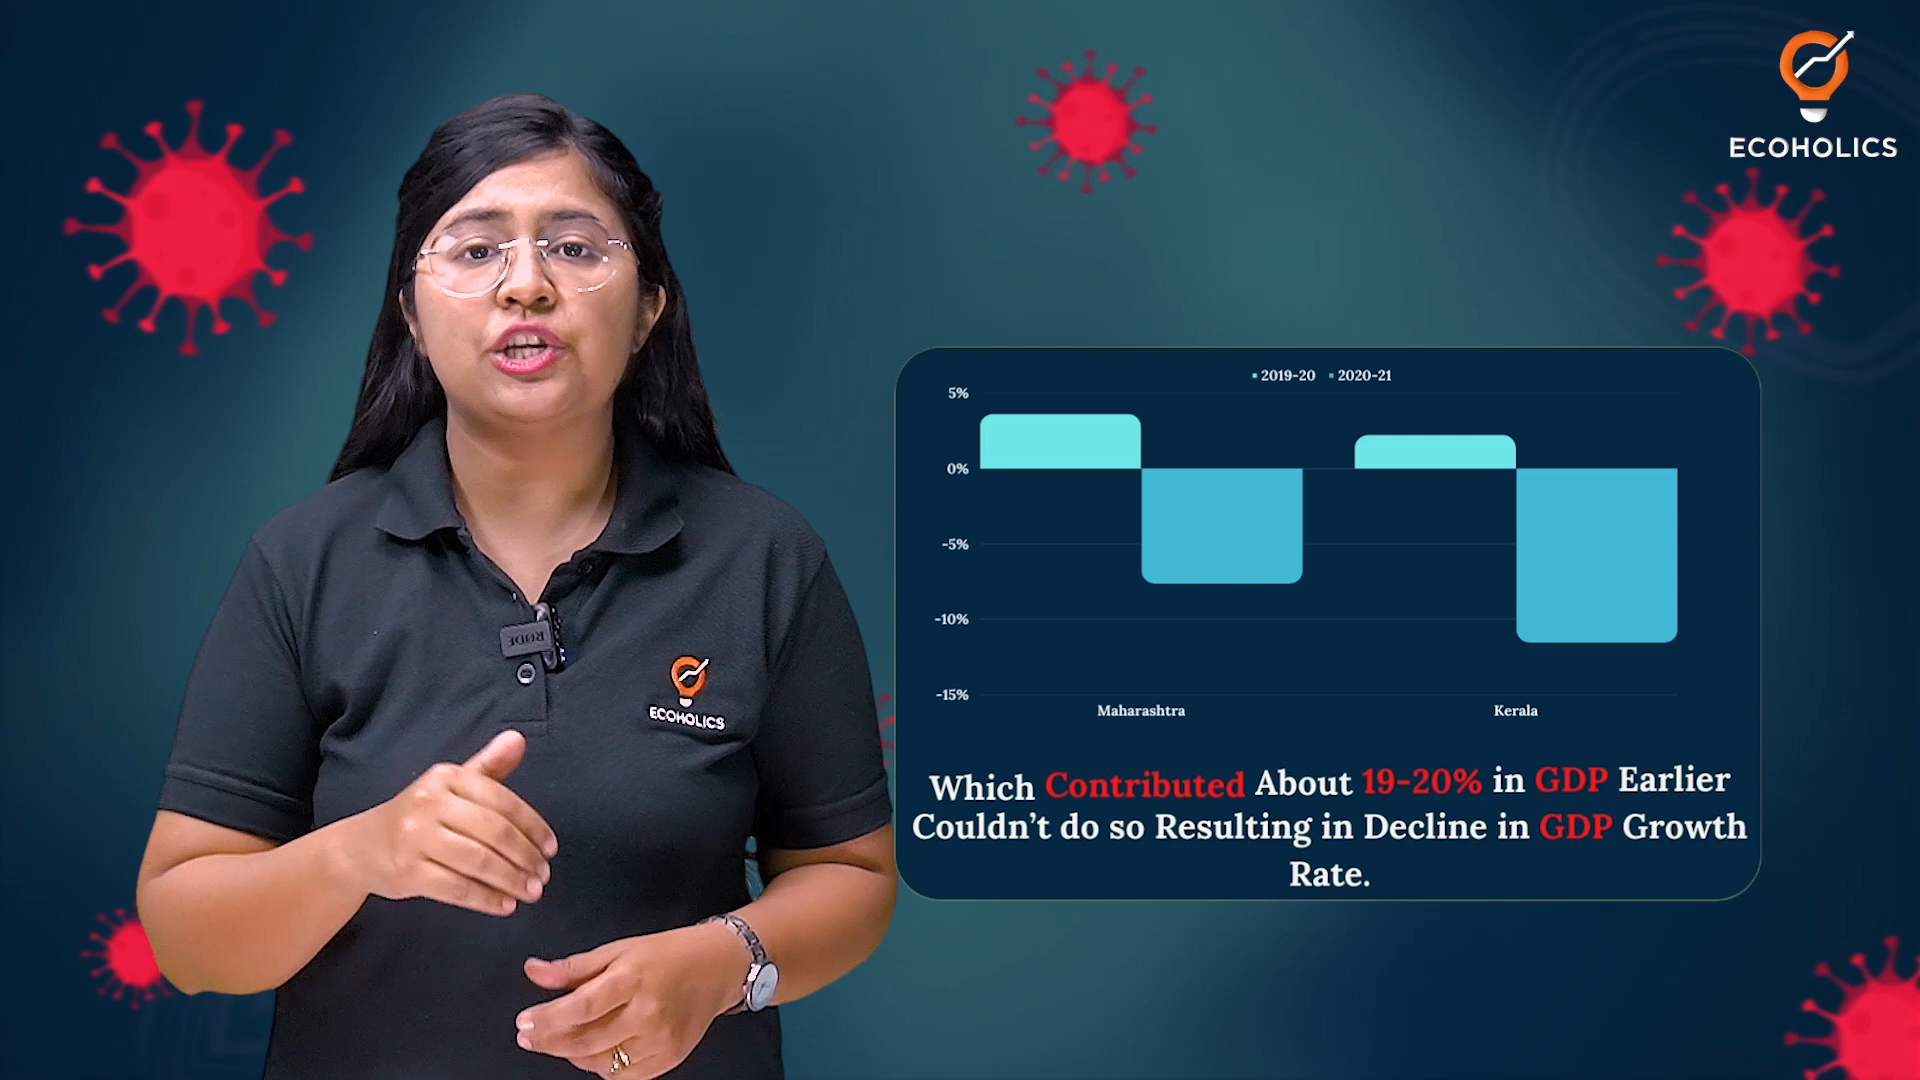 ECOHOLICS
2019-20 2020-21
5%
0%
-5%
-10%
-15%
Maharashtra Kerala
Which Contributed About 19-20% in GDP Earlier
Couldn't do so Resulting in Decline in GDP Growth
Rate.
RØDE
ECOHOLICS